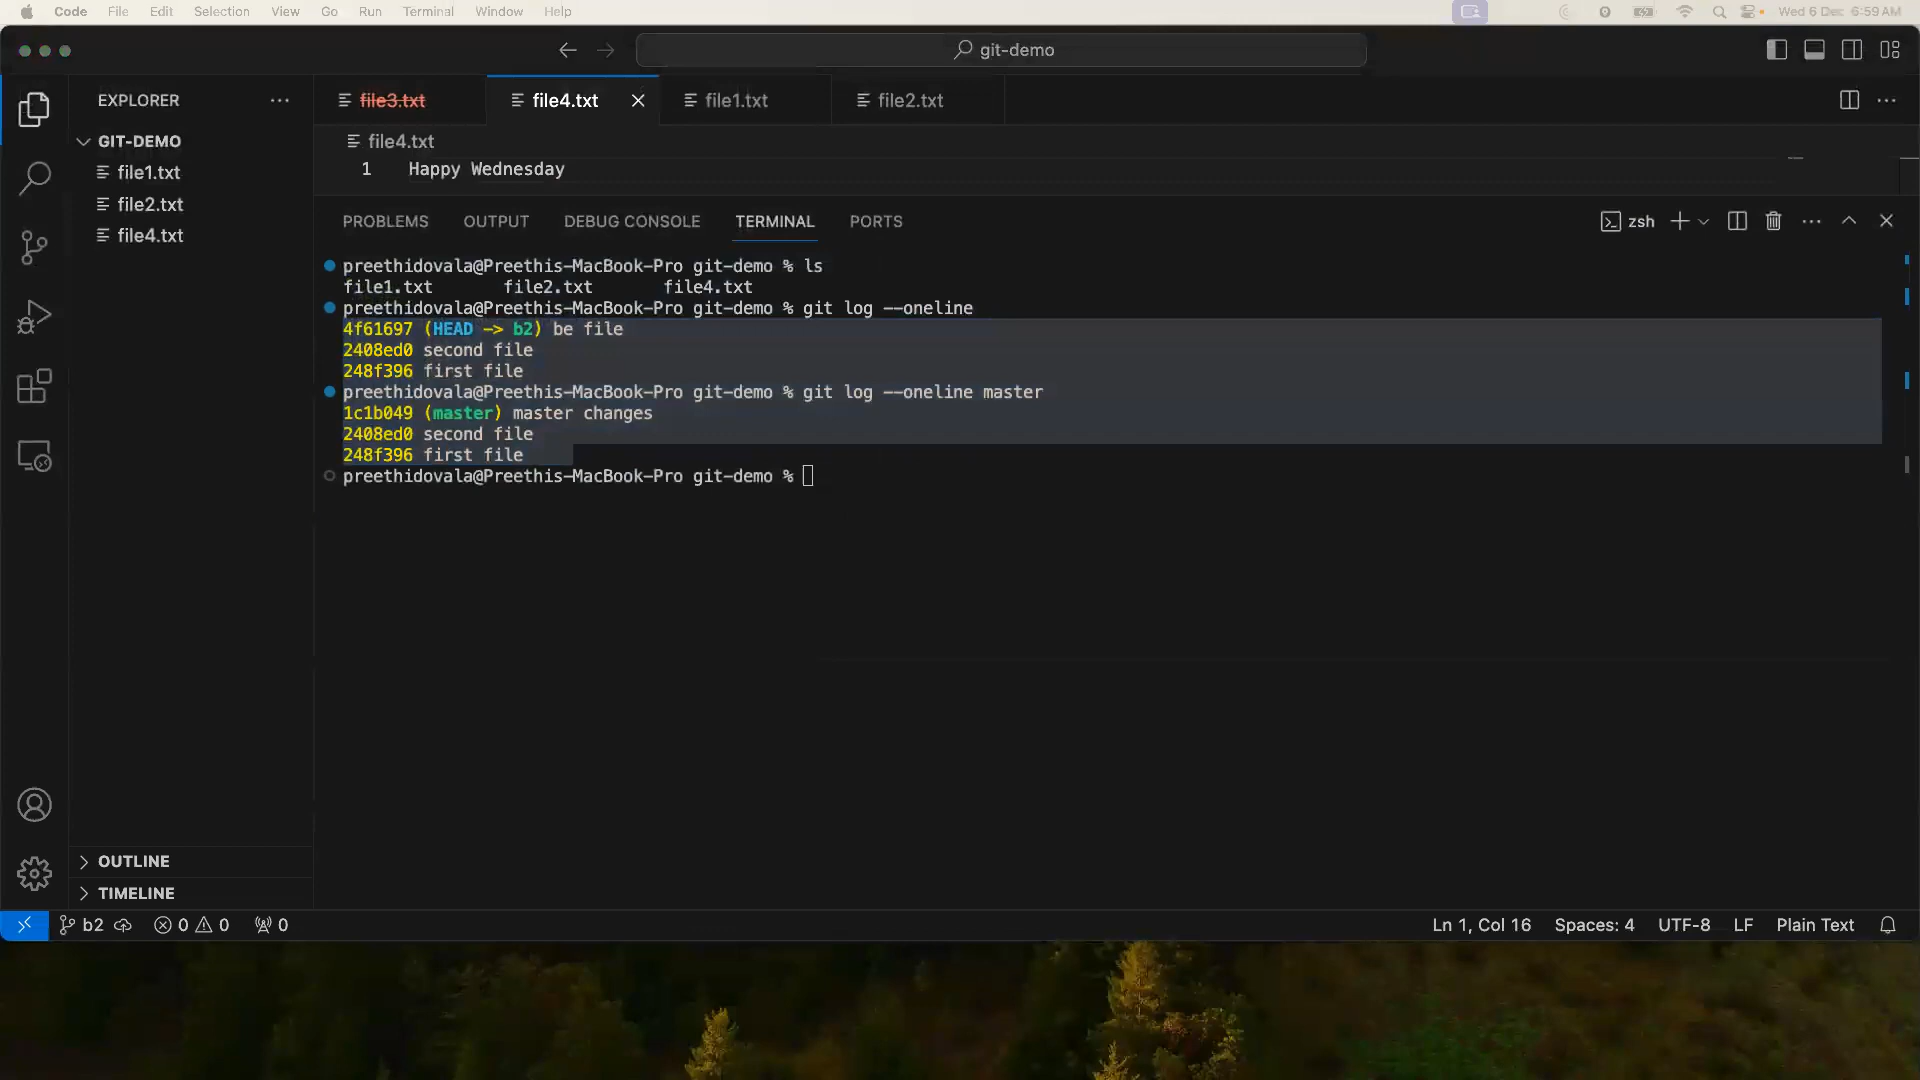 Code File Edit Selection View Go Run Terminal Window Help Wed 6 Dec 6:59 AM
git-demo
EXPLORER
file3.txt file4.txt file1.txt file2.txt
GIT-DEMO
file1.txt
file2.txt
file4.txt
file4.txt
1 Happy Wednesday
PROBLEMS OUTPUT DEBUG CONSOLE TERMINAL PORTS
zsh
preethidovala@Preethis-MacBook-Pro git-demo % ls
file1.txt file2.txt file4.txt
preethidovala@Preethis-MacBook-Pro git-demo % git log --oneline
4f61697 (HEAD -> b2) be file
2408ed0 second file
248f396 first file
preethidovala@Preethis-MacBook-Pro git-demo % git log --oneline master
1c1b049 (master) master changes
2408ed0 second file
248f396 first file
preethidovala@Preethis-MacBook-Pro git-demo %
OUTLINE
TIMELINE
b2 0 0 0 Ln 1, Col 16 Spaces: 4 UTF-8 LF Plain Text